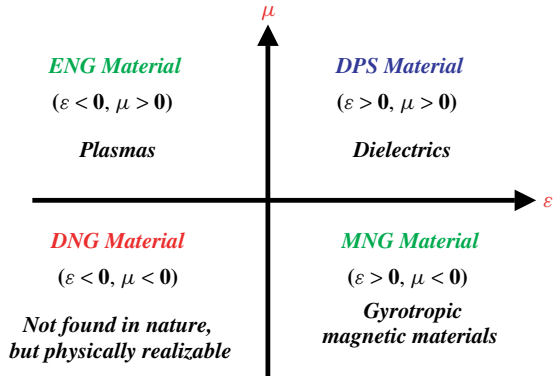 μ
ENG Material
(ε < 0, μ > 0)
Plasmas
DPS Material
(ε > 0, μ > 0)
Dielectrics
ε
DNG Material
(ε < 0, μ < 0)
Not found in nature,
but physically realizable
MNG Material
(ε > 0, μ < 0)
Gyrotropic
magnetic materials